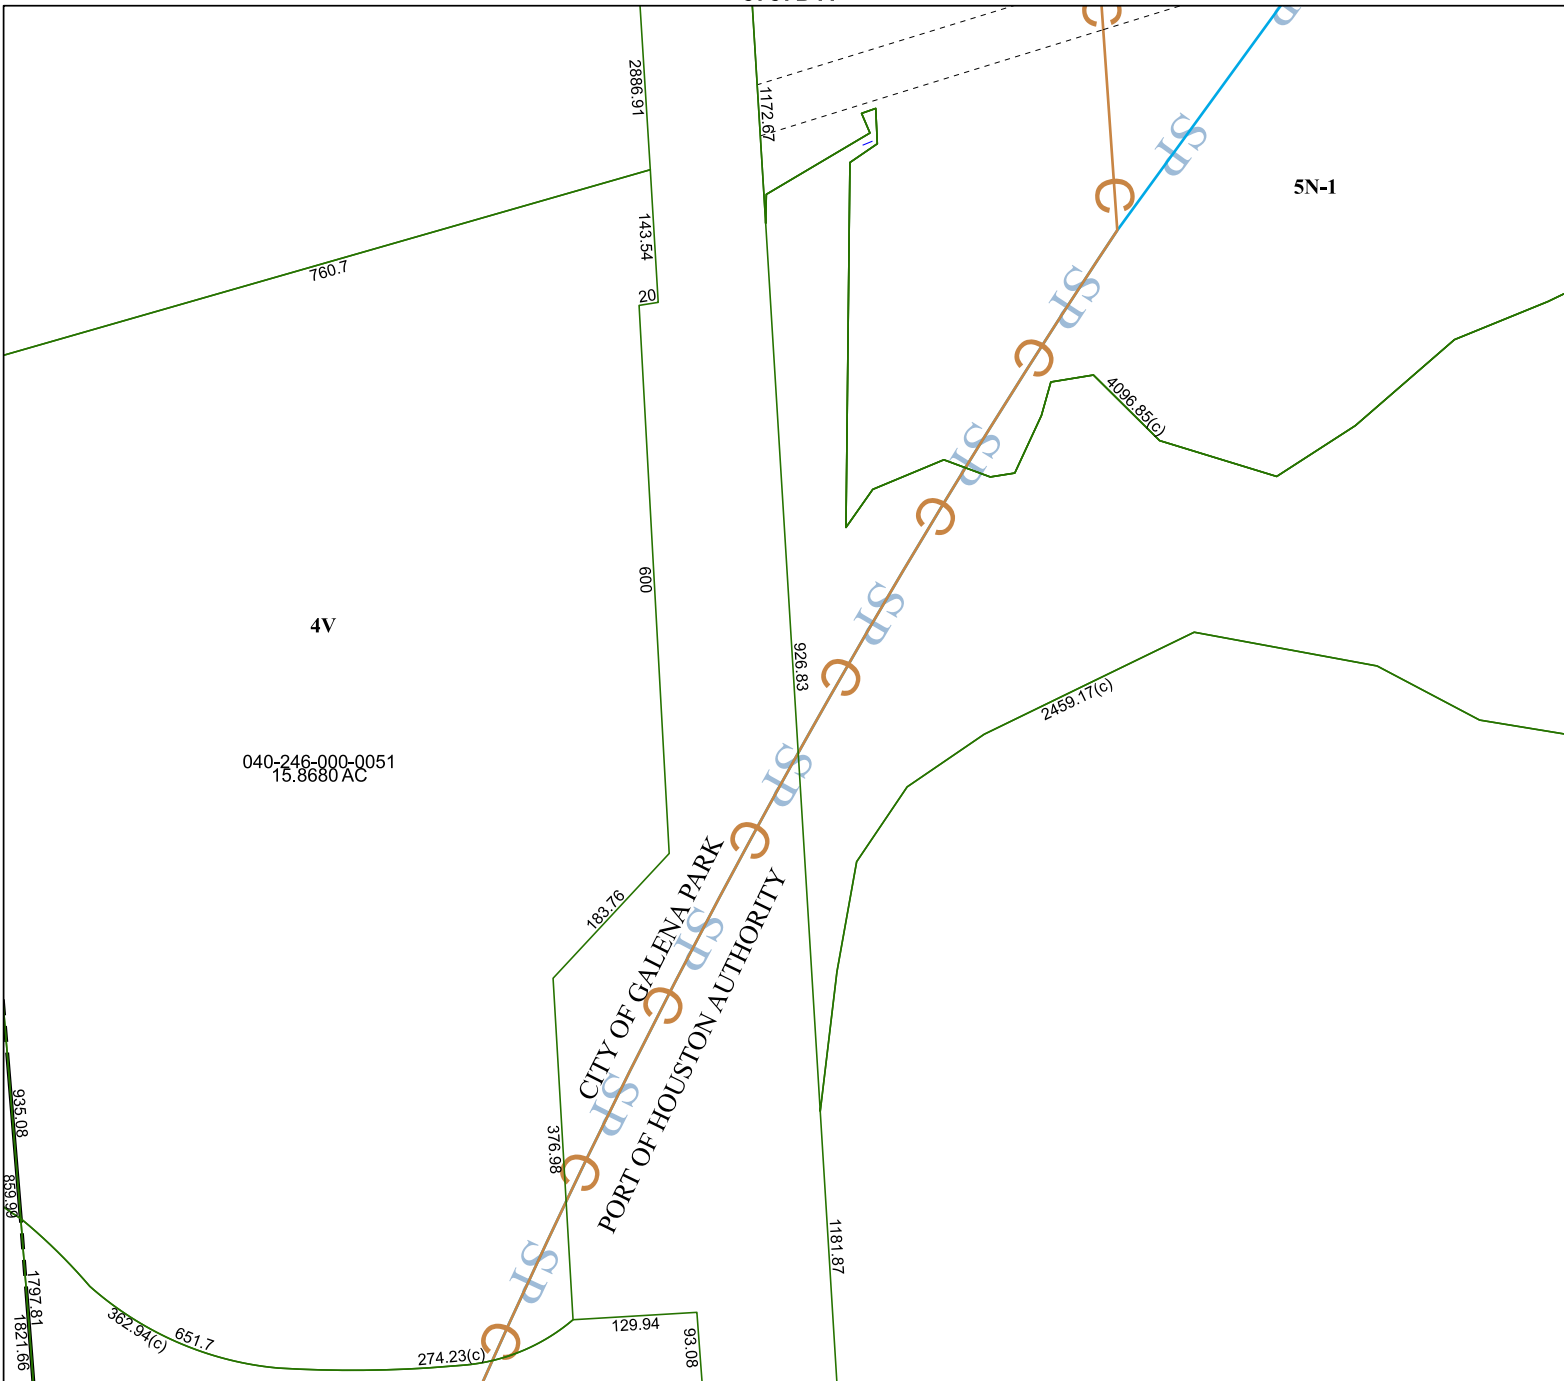 2886.91
1172.67
C
SP
SP
C
5N-1
143.54
760.7
20
SP
C
4096.85(c)
SP
C
600
SP
4V
926.83
C
2459.17(c)
040-246-000-0051
15.8680 AC
SP
C
183.76
CITY OF GALENA PARK
PORT OF HOUSTON AUTHORITY
SP
C
SP
935.08
376.98
C
859.90
1181.87
SP
1797.81
362.94(c)
651.7
1821.66
129.94
93.08
274.23(c)
C